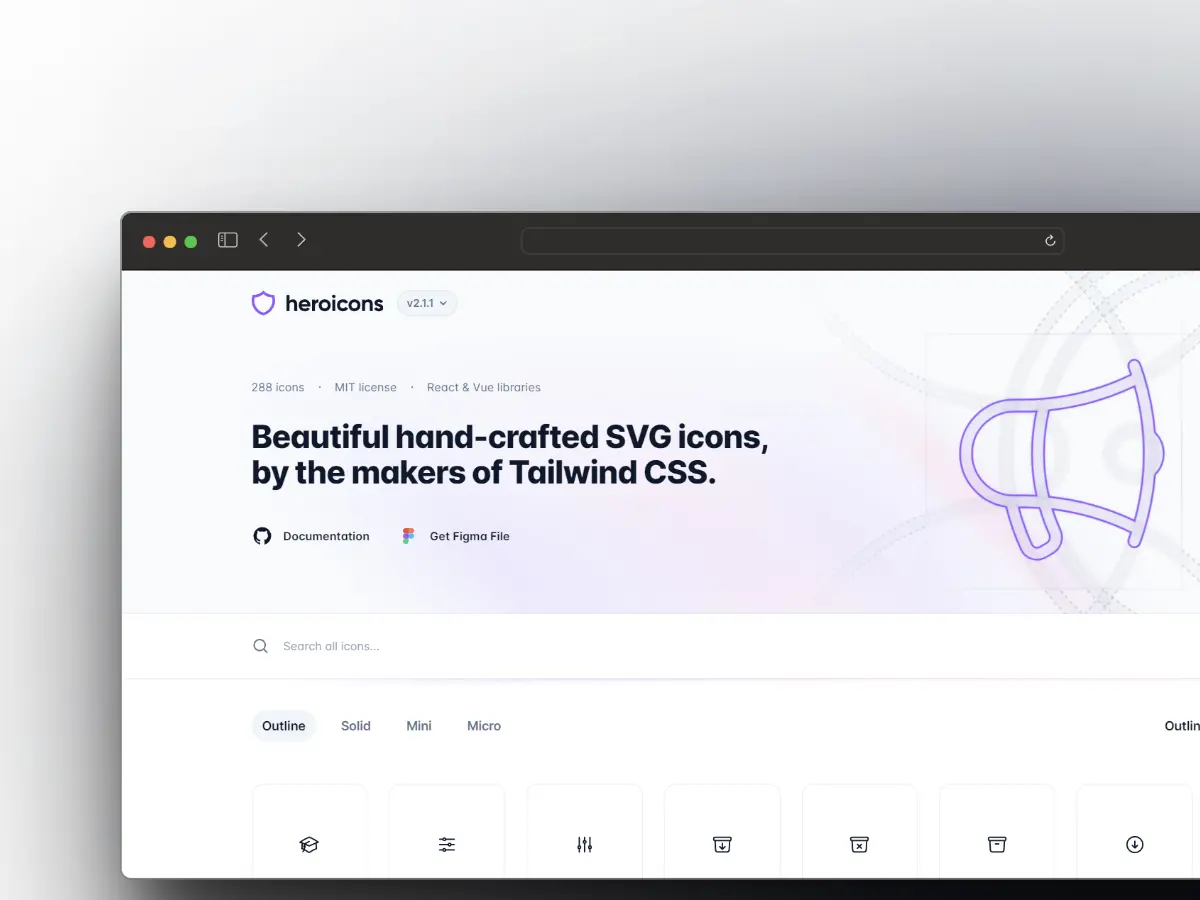 heroicons
v2.1.1
288 icons · MIT license · React & Vue libraries
Beautiful hand-crafted SVG icons,
by the makers of Tailwind CSS.
Documentation
Get Figma File
Search all icons...
Outline
Solid
Mini
Micro
Outlin